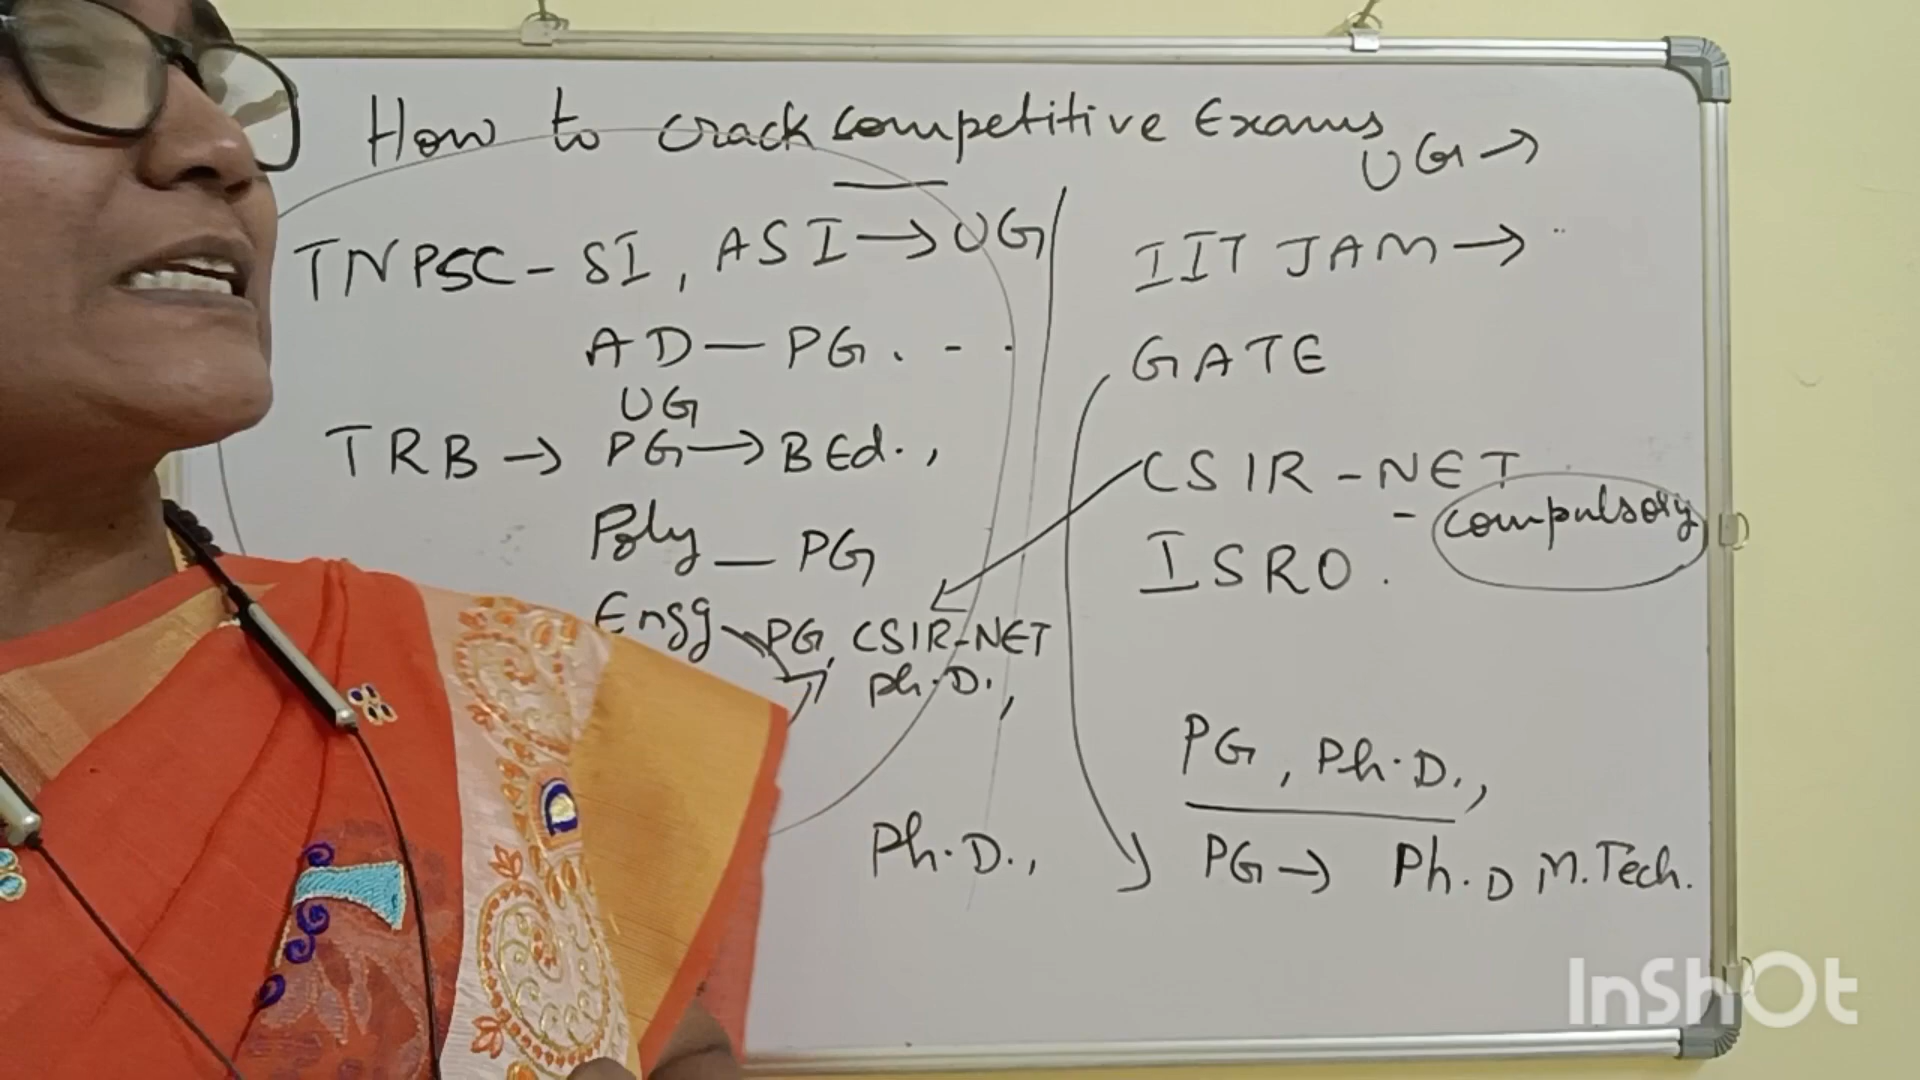 How to crack competitive Exams
TNPSC - SI, ASI → UG
AD — PG . - .
UG
TRB → PG → BEd.,
Poly — PG
Engg PG, CSIR-NET
Ph.D.,
Ph.D.,
UG →
IIT JAM →
GATE
CSIR - NET
- compulsory
ISRO .
PG, Ph.D.,
PG → Ph.D M.Tech.
InShOt